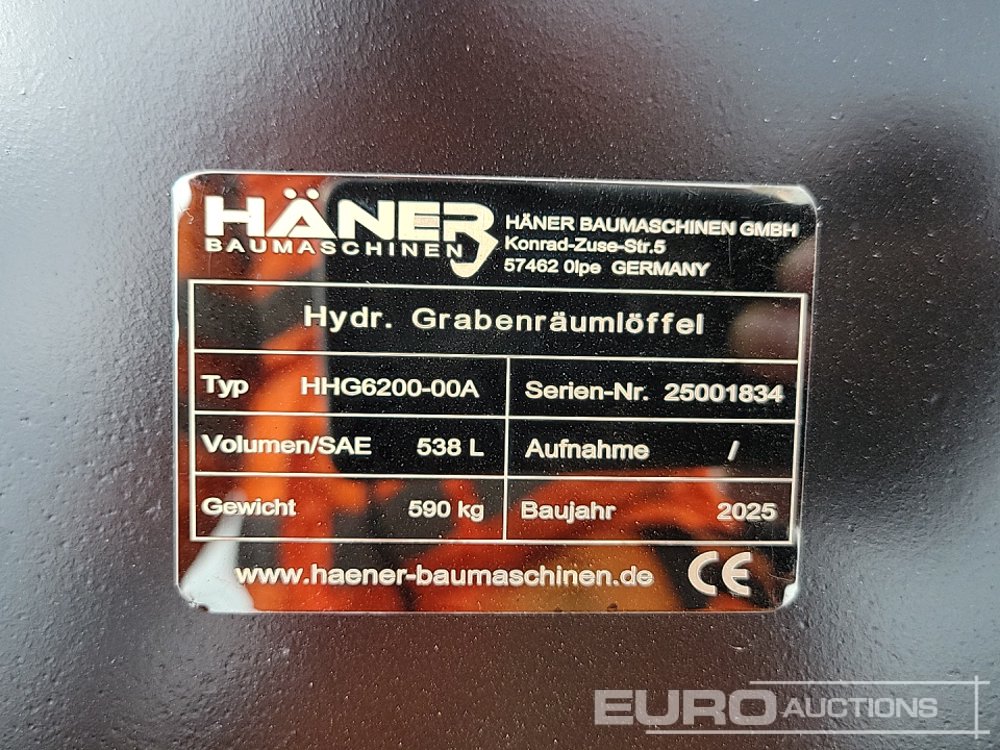 HÄNER
BAUMASCHINEN
HÄNER BAUMASCHINEN GMBH
Konrad-Zuse-Str.5
57462 Olpe GERMANY
Hydr. Grabenräumlöffel
Typ HHG6200-00A Serien-Nr. 25001834
Volumen/SAE 538 L Aufnahme /
Gewicht 590 kg Baujahr 2025
www.haener-baumaschinen.de CE
EURO AUCTIONS